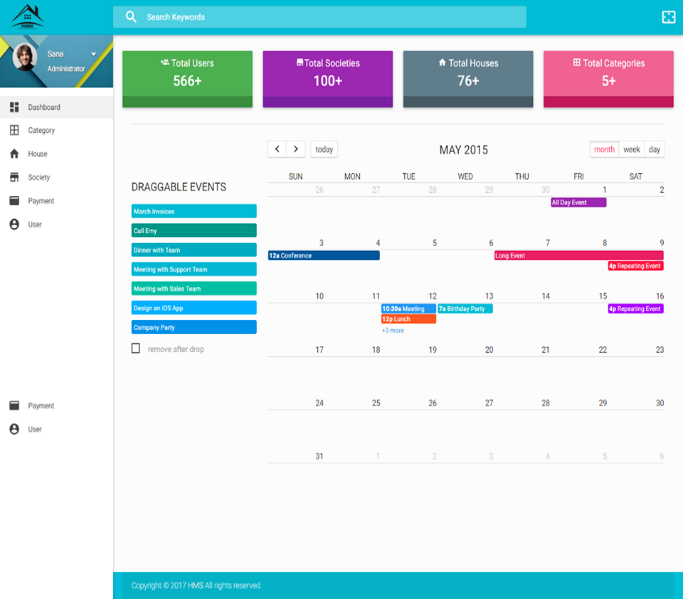 Search Keywords
Sana
Administrator
Dashboard
Category
House
Society
Payment
User
Payment
User
Total Users
566+
Total Societies
100+
Total Houses
76+
Total Categories
5+
today
MAY 2015
month week day
DRAGGABLE EVENTS
March Invoices
Call Emy
Dinner with Team
Meeting with Support Team
Meeting with Sales Team
Design an iOS App
Company Party
remove after drop
SUN MON TUE WED THU FRI SAT
26 27 28 29 30 1 2
All Day Event
3 4 5 6 7 8 9
12a Conference Long Event
4p Repeating Event
10 11 12 13 14 15 16
10:30a Meeting 7a Birthday Party 4p Repeating Event
12p Lunch
+3 more
17 18 19 20 21 22 23
24 25 26 27 28 29 30
31 1 2 3 4 5 6
Copyright © 2017 HMS All rights reserved.